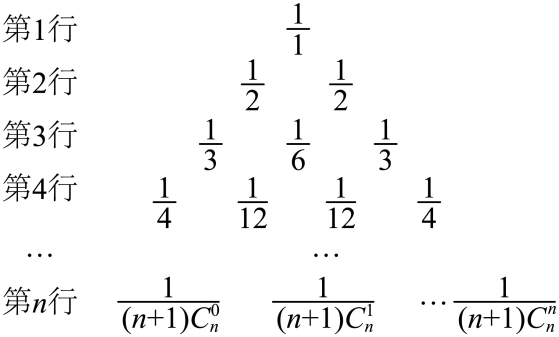 第1行 1/1
第2行 1/2 1/2
第3行 1/3 1/6 1/3
第4行 1/4 1/12 1/12 1/4
… …
第n行 1/((n+1)C_n^0) 1/((n+1)C_n^1) … 1/((n+1)C_n^n)